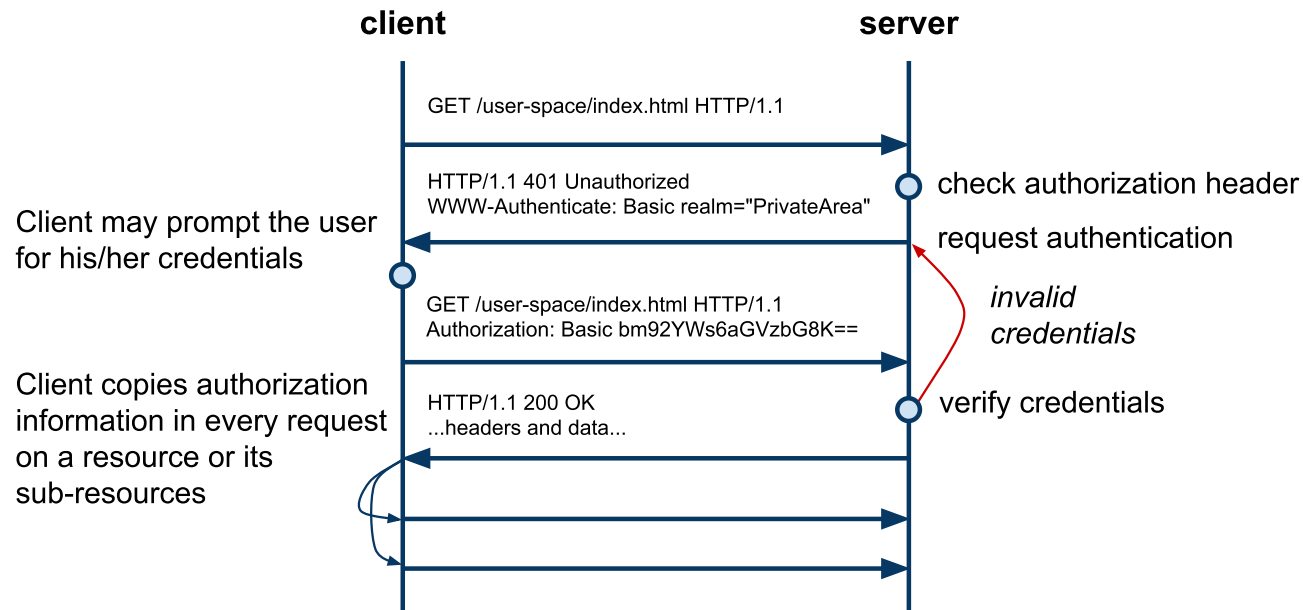 client
server
GET /user-space/index.html HTTP/1.1
HTTP/1.1 401 Unauthorized
WWW-Authenticate: Basic realm="PrivateArea"
check authorization header
request authentication
Client may prompt the user
for his/her credentials
GET /user-space/index.html HTTP/1.1
Authorization: Basic bm92YWs6aGVzbG8K==
invalid
credentials
verify credentials
Client copies authorization
information in every request
on a resource or its
sub-resources
HTTP/1.1 200 OK
...headers and data...